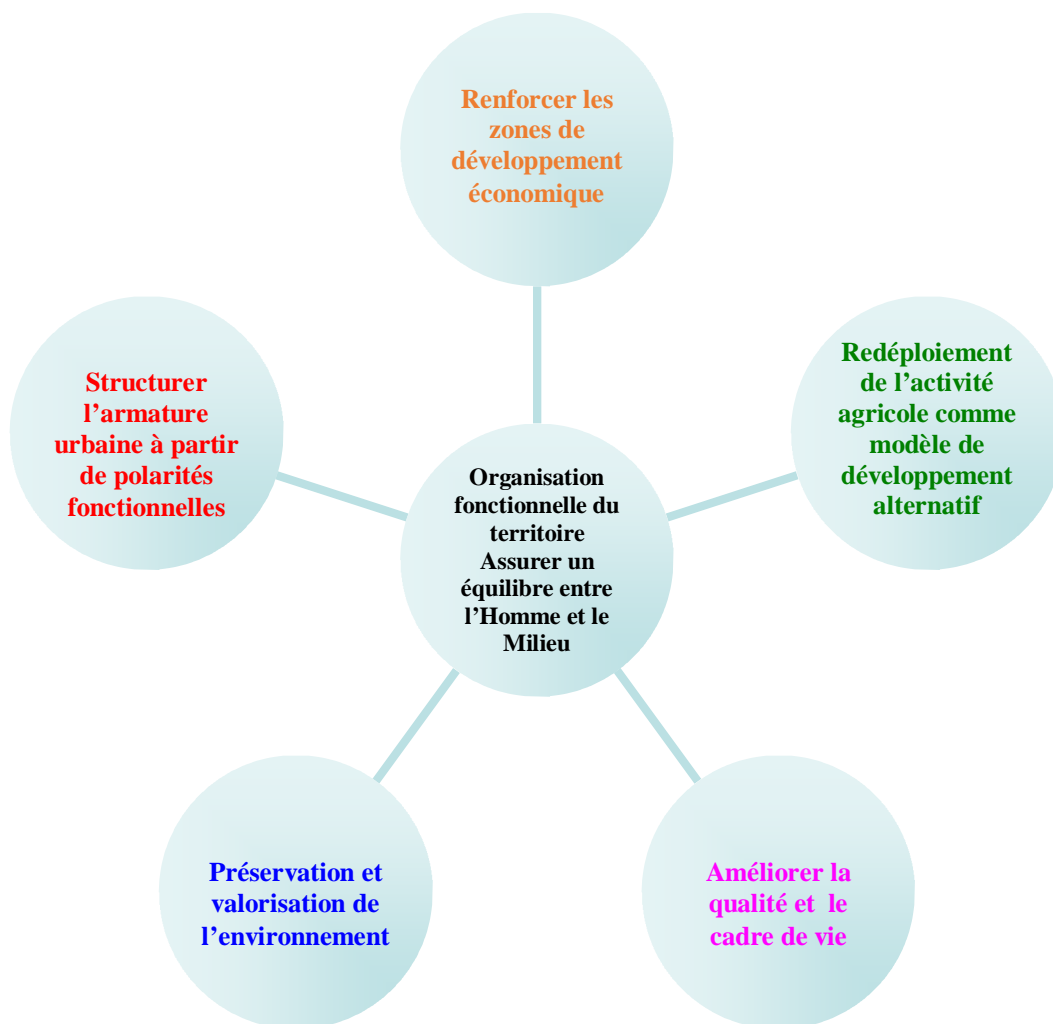 Renforcer les
zones de
développement
économique
Redéploiement
de l’activité
agricole comme
modèle de
développement
alternatif
Structurer
l’armature
urbaine à partir
de polarités
fonctionnelles
Organisation
fonctionnelle du
territoire
Assurer un
équilibre entre
l’Homme et le
Milieu
Préservation et
valorisation de
l’environnement
Améliorer la
qualité et  le
cadre de vie